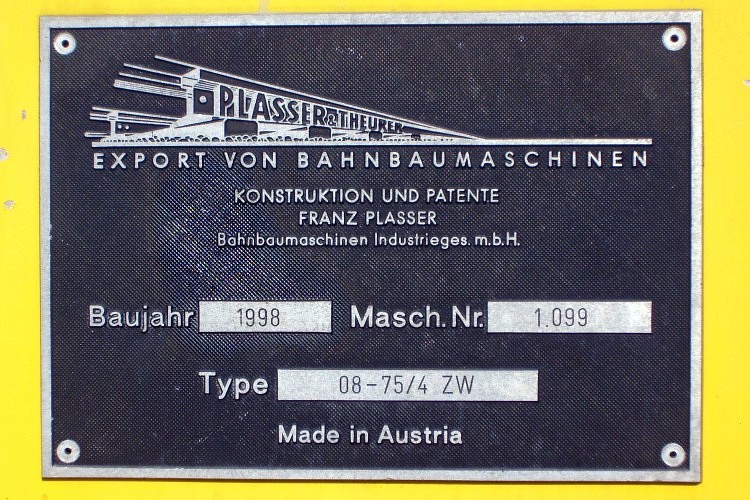 PLASSER & THEURER
EXPORT VON BAHNBAUMASCHINEN
KONSTRUKTION UND PATENTE
FRANZ PLASSER
Bahnbaumaschinen Industrieges. m.b.H.
Baujahr 1998 Masch. Nr. 1.099
Type 08-75/4 ZW
Made in Austria